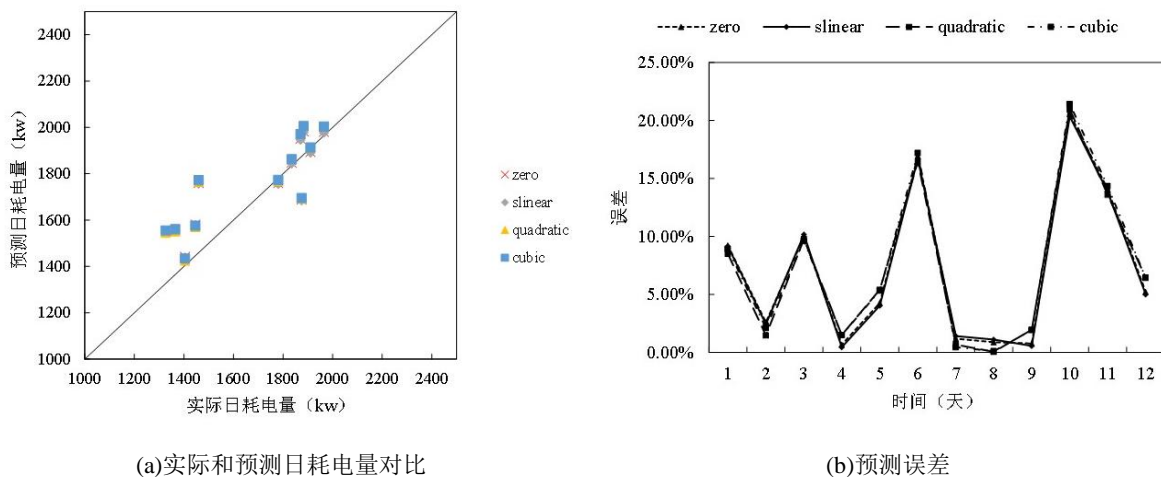 2400
2200
2000
1800
1600
1400
1200
1000
预测日耗电量（kw）
1000 1200 1400 1600 1800 2000 2200 2400
实际日耗电量（kw）
zero
slinear
quadratic
cubic
(a)实际和预测日耗电量对比
zero slinear quadratic cubic
25.00%
20.00%
15.00%
10.00%
5.00%
0.00%
误差
1 2 3 4 5 6 7 8 9 10 11 12
时间（天）
(b)预测误差